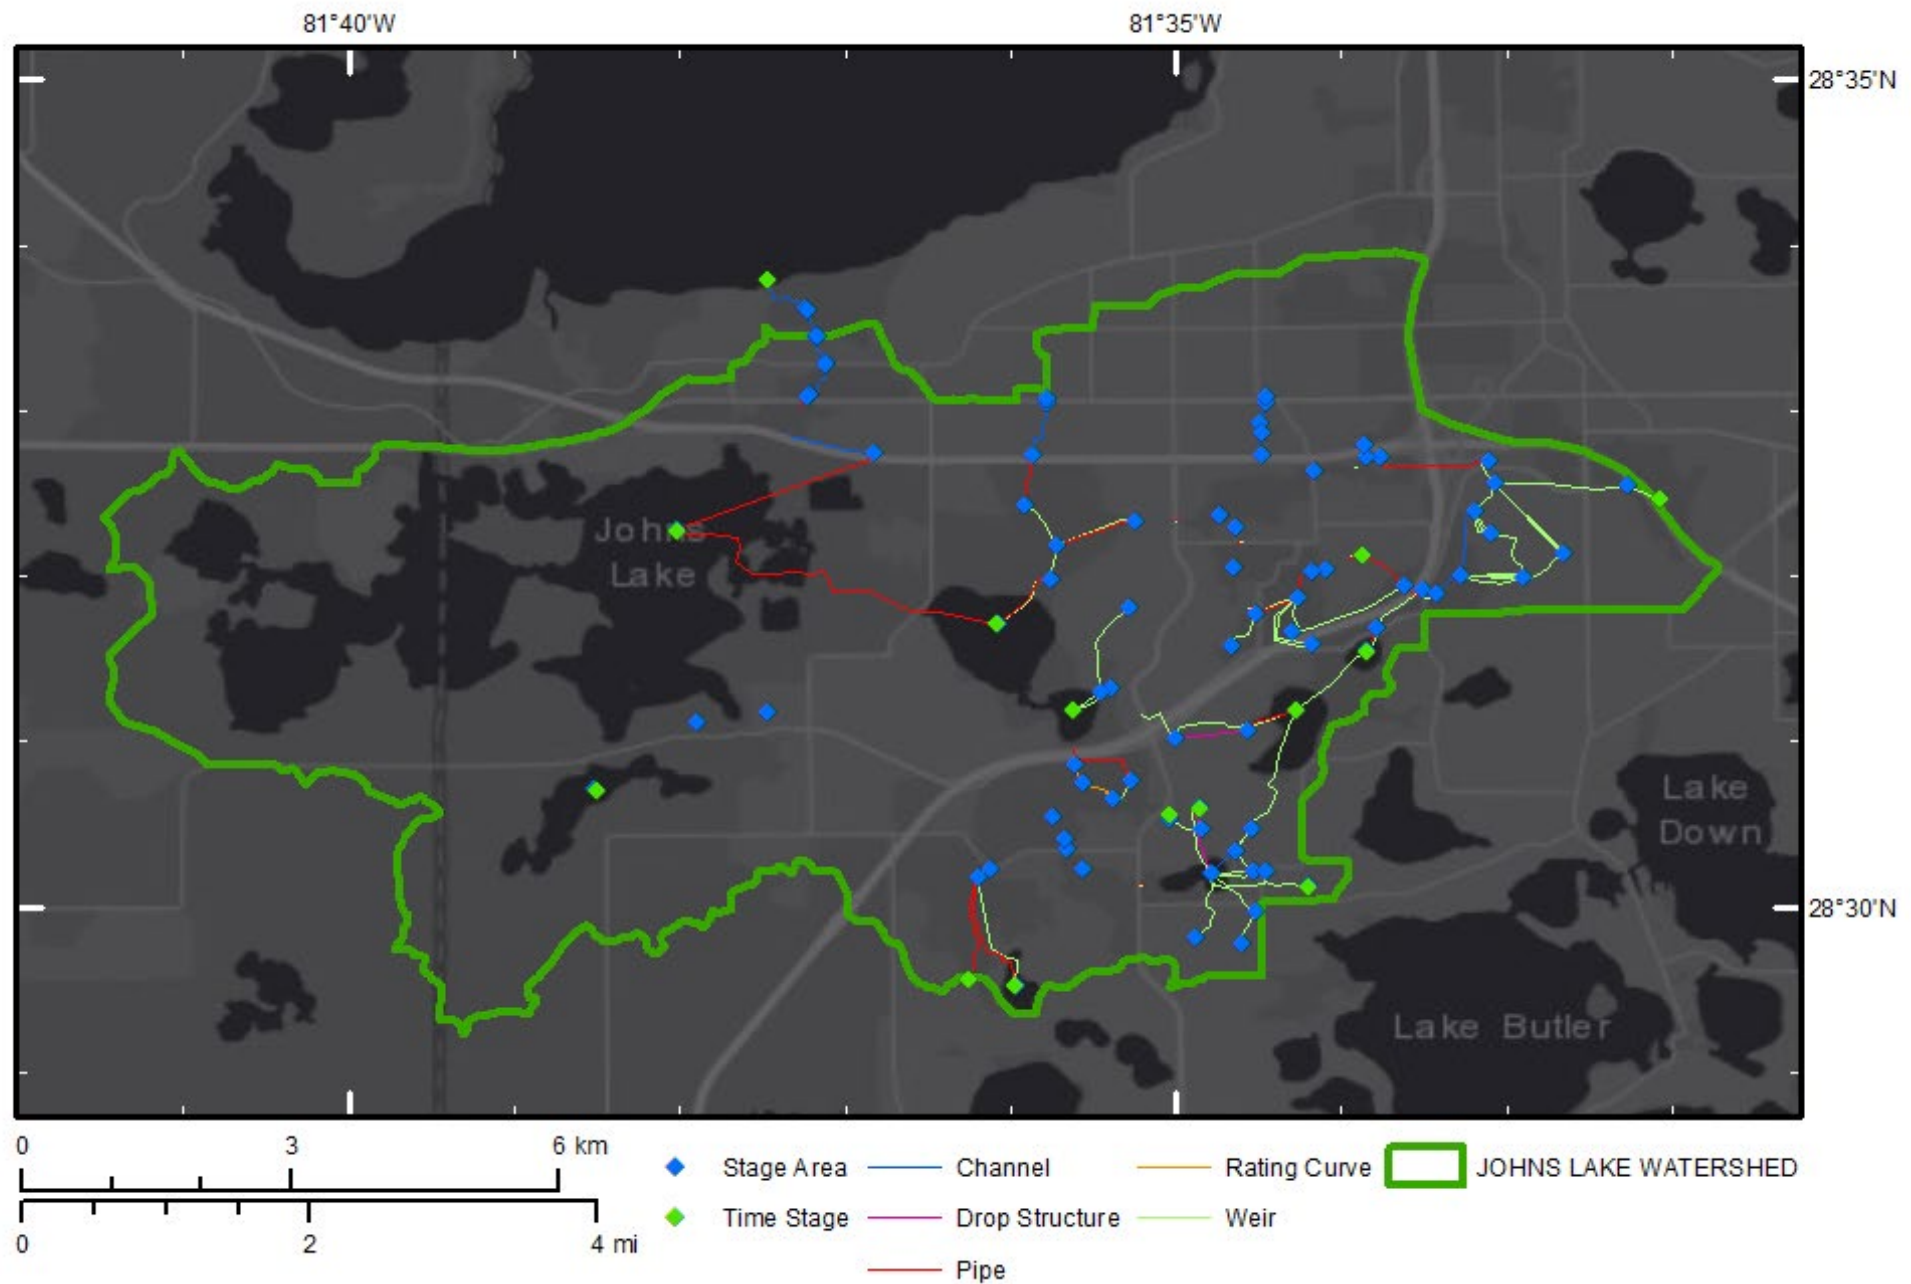 81°40'W 81°35'W
28°35'N
Johns
Lake
Lake
Down
28°30'N
Lake Butler
0 3 6 km
Stage Area Channel Rating Curve JOHNS LAKE WATERSHED
Time Stage Drop Structure Weir
0 2 4 mi
Pipe